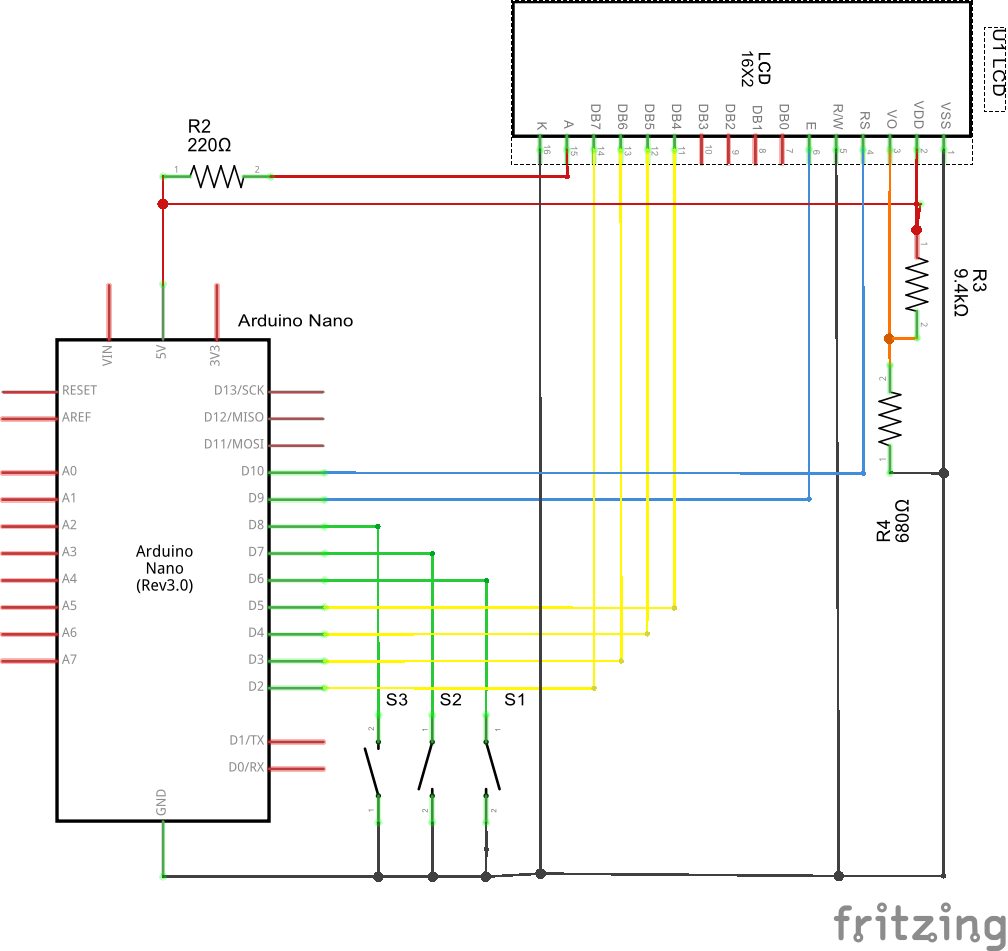 U1 LCD
LCD
16X2
K
A
DB7
DB6
DB5
DB4
DB3
DB2
DB1
DB0
E
R/W
RS
VO
VDD
VSS
16
15
14
13
12
11
10
9
8
7
6
5
4
3
2
1
R2
220Ω
1
2
1
R3
9.4kΩ
2
2
1
R4
680Ω
Arduino Nano
VIN
5V
3V3
RESET
AREF
A0
A1
A2
A3
A4
A5
A6
A7
D13/SCK
D12/MISO
D11/MOSI
D10
D9
D8
D7
D6
D5
D4
D3
D2
D1/TX
D0/RX
Arduino
Nano
(Rev3.0)
GND
S3
S2
S1
2
1
1
1
2
2
fritzing